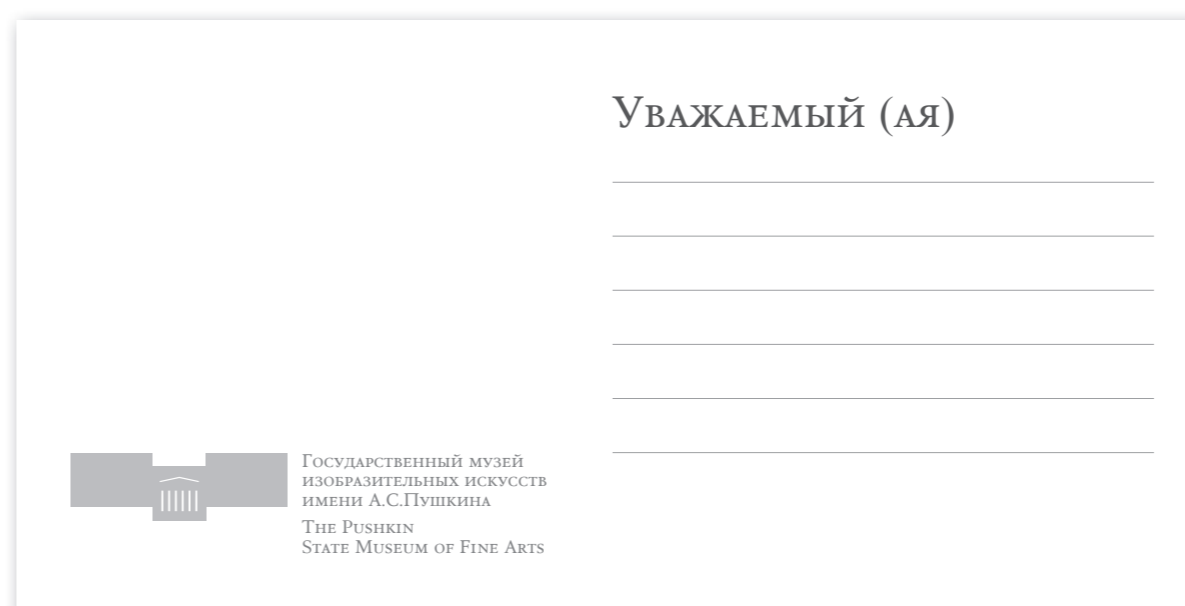 Уважаемый (ая)
Государственный музей
изобразительных искусств
имени А.С.Пушкина
The Pushkin
State Museum of Fine Arts